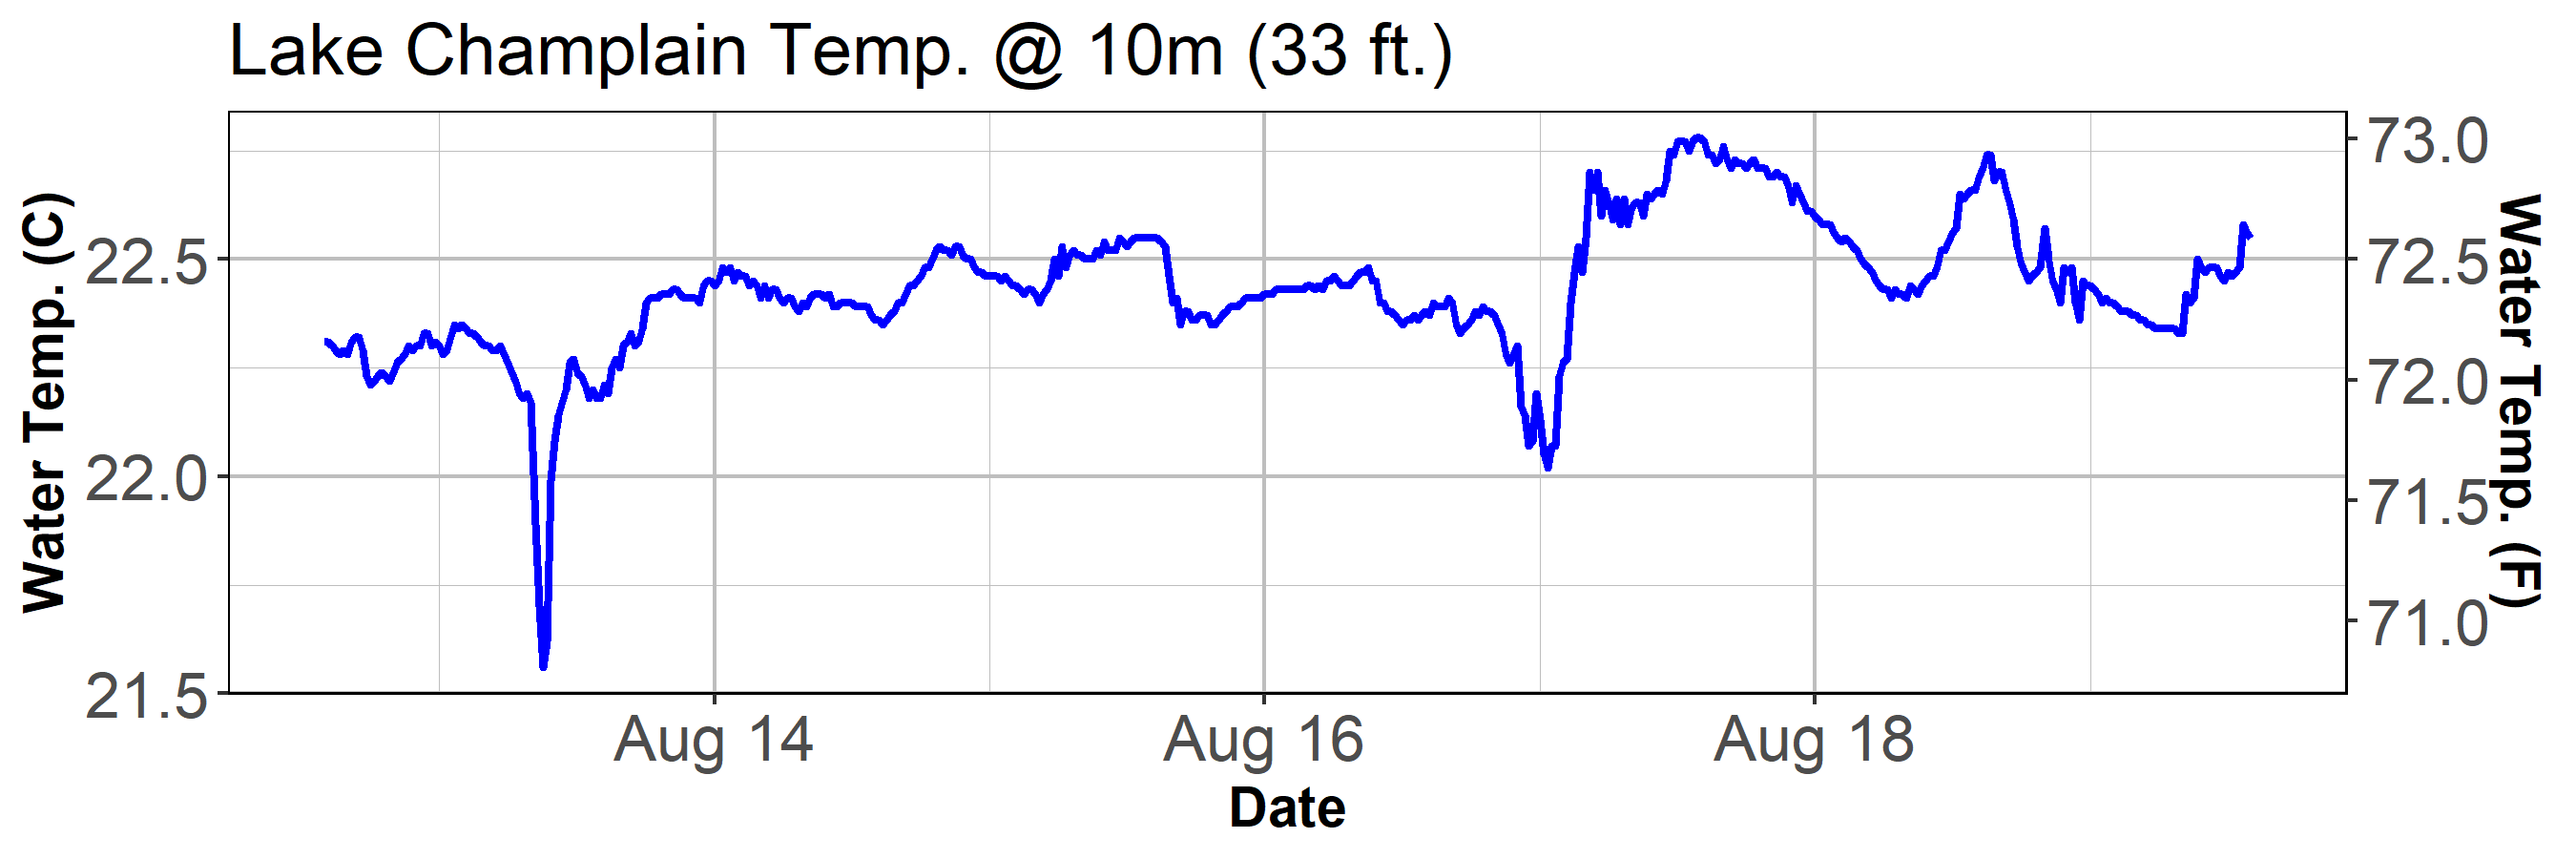 Lake Champlain Temp. @ 10m (33 ft.)
Water Temp. (C)
22.5
22.0
21.5
73.0
72.5
72.0
71.5
71.0
Water Temp. (F)
Aug 14 Aug 16 Aug 18
Date